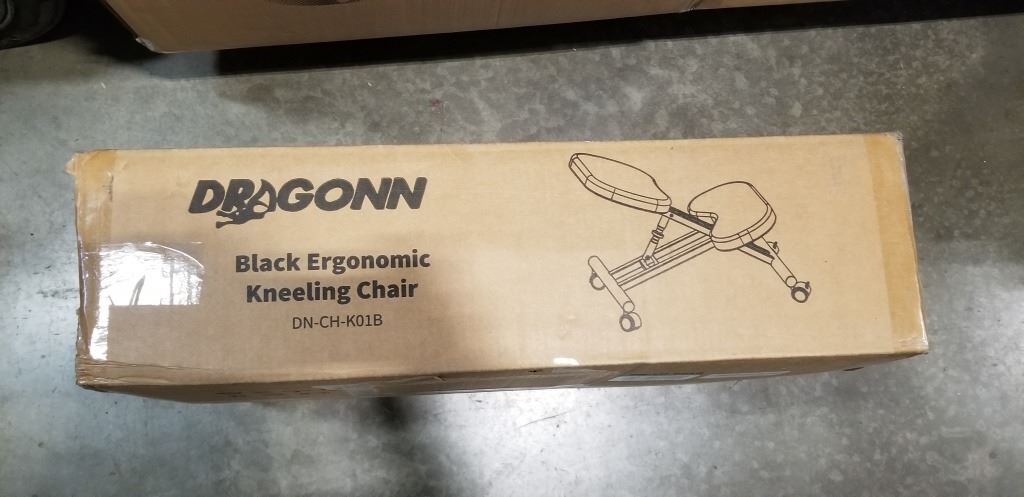 DRAGONN
Black Ergonomic
Kneeling Chair
DN-CH-K01B